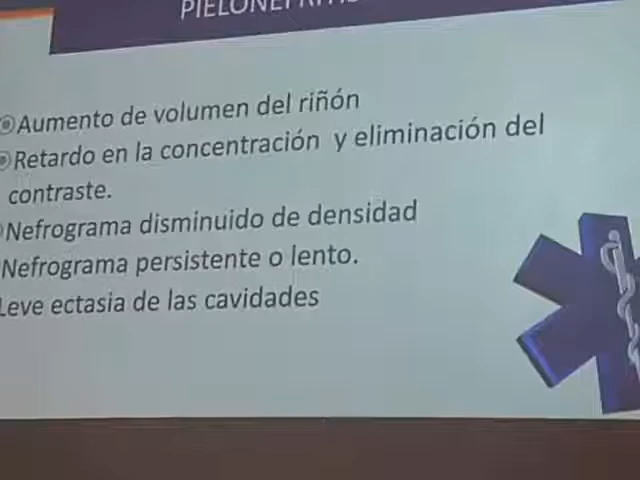 PIELONEFRITIS
Aumento de volumen del riñón
Retardo en la concentración y eliminación del
contraste.
Nefrograma disminuido de densidad
Nefrograma persistente o lento.
Leve ectasia de las cavidades